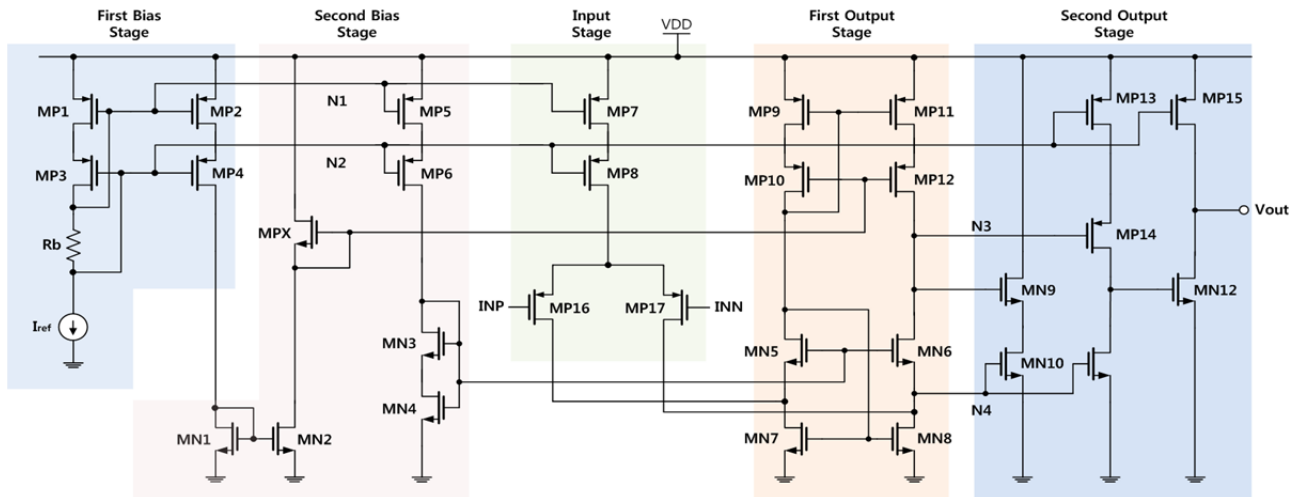 First Bias
Stage
Second Bias
Stage
Input
Stage
VDD
First Output
Stage
Second Output
Stage
MP1
MP2
N1
MP5
MP7
MP9
MP11
MP13
MP15
MP3
MP4
N2
MP6
MP8
MP10
MP12
Rb
MPX
N3
MP14
Vout
INP
MP16
MP17
INN
MN9
MN12
Iref
MN3
MN5
MN6
MN10
MN4
N4
MN1
MN2
MN7
MN8